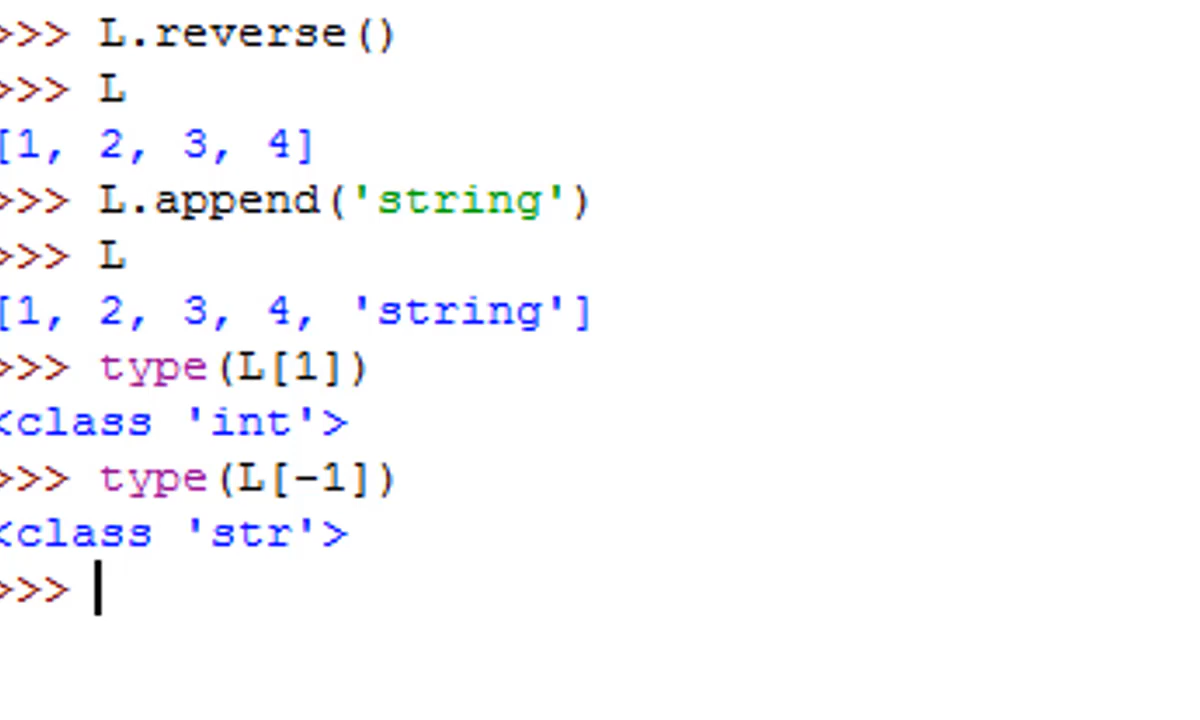 >>> L.reverse()
>>> L
[1, 2, 3, 4]
>>> L.append('string')
>>> L
[1, 2, 3, 4, 'string']
>>> type(L[1])
<class 'int'>
>>> type(L[-1])
<class 'str'>
>>>